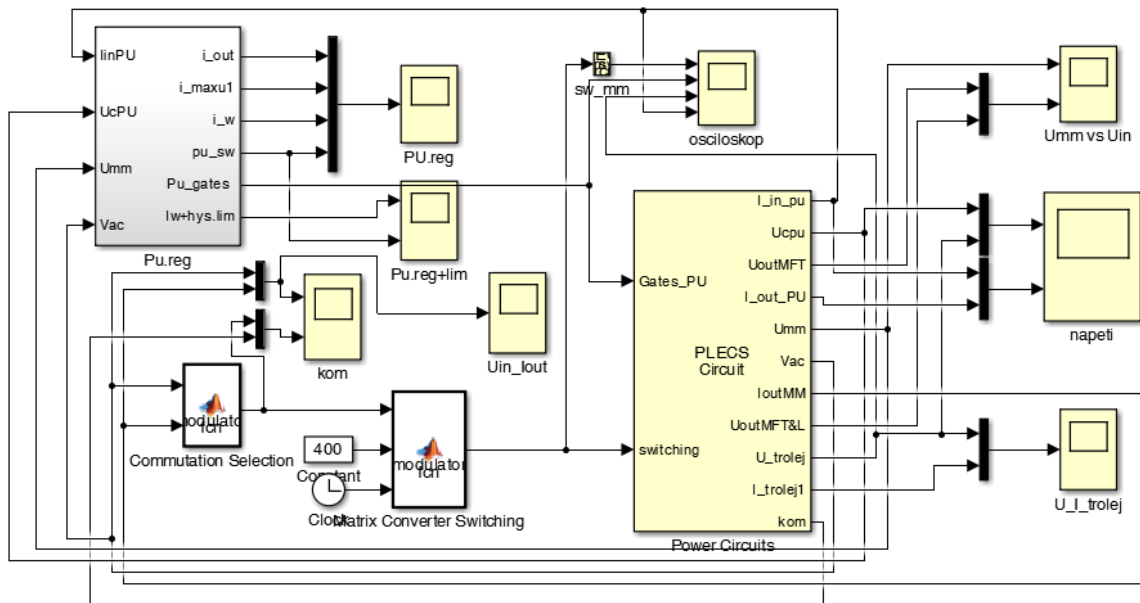 IinPU
UcPU
Umm
Vac
i_out
i_maxu1
i_w
pu_sw
Pu_gates
Iw+hys.lim
Pu.reg
PU.reg
Pu.reg+lim
sw_mm
osciloskop
Umm vs Uin
kom
Uin_Iout
napeti
Gates_PU
switching
PLECS
Circuit
I_in_pu
Ucpu
UoutMFT
I_out_PU
Umm
Vac
IoutMM
UoutMFT&L
U_trolej
I_trolej1
kom
Power Circuits
U_I_trolej
modulator
fcn
Commutation Selection
400
Constant
Clock
modulator
fcn
Matrix Converter Switching